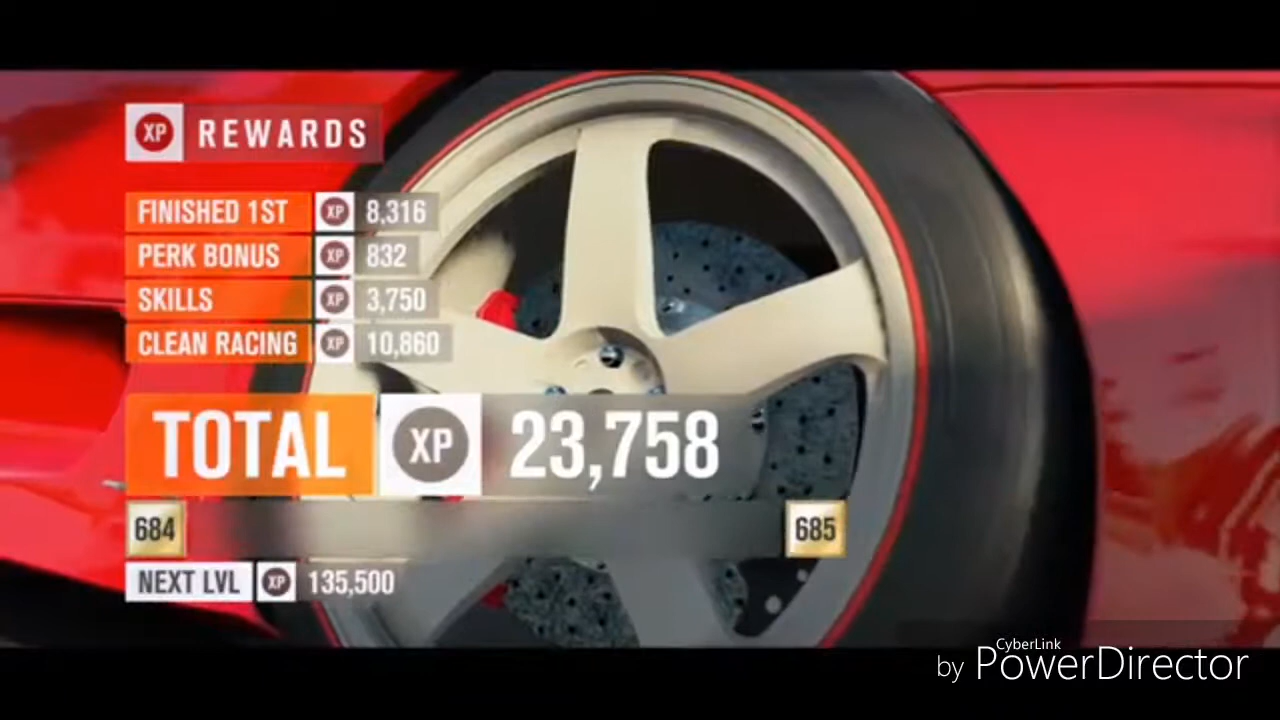 XP REWARDS
FINISHED 1ST XP 8,316
PERK BONUS XP 832
SKILLS XP 3,750
CLEAN RACING XP 10,860
TOTAL XP 23,758
684 685
NEXT LVL XP 135,500
CyberLink
by PowerDirector